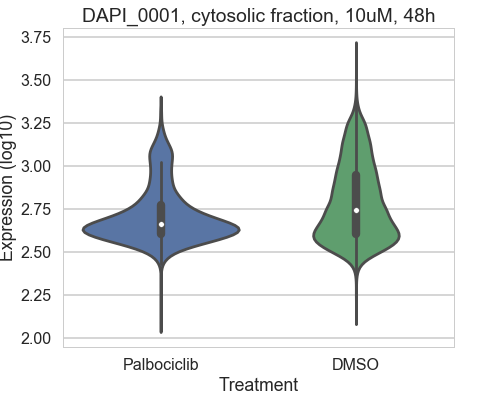 DAPI_0001, cytosolic fraction, 10uM, 48h
Expression (log10)
3.75
3.50
3.25
3.00
2.75
2.50
2.25
2.00
Palbociclib DMSO
Treatment